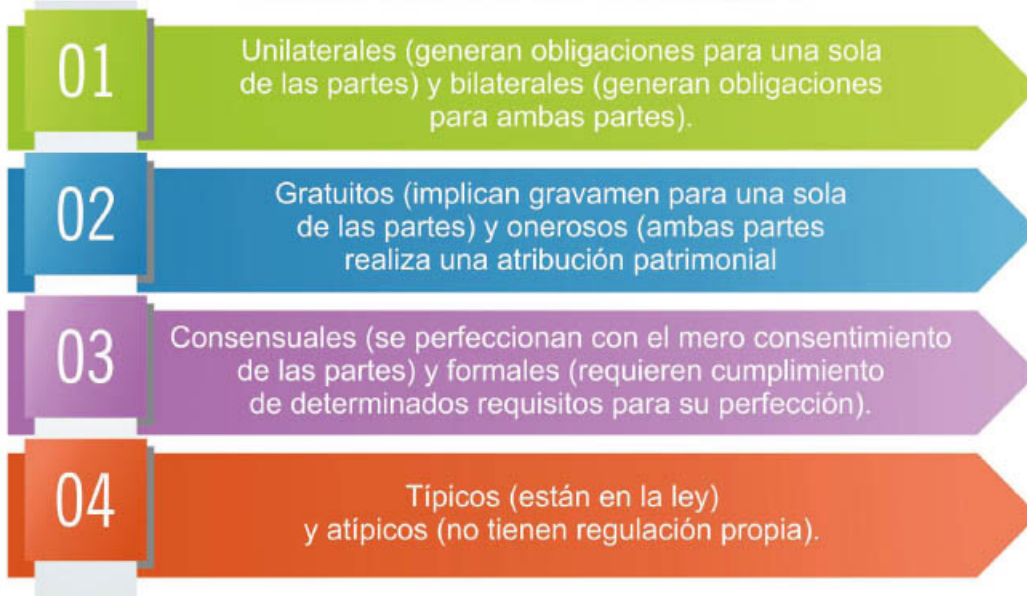 01
Unilaterales (generan obligaciones para una sola
de las partes) y bilaterales (generan obligaciones
para ambas partes).
02
Gratuitos (implican gravamen para una sola
de las partes) y onerosos (ambas partes
realiza una atribución patrimonial
03
Consensuales (se perfeccionan con el mero consentimiento
de las partes) y formales (requieren cumplimiento
de determinados requisitos para su perfección).
04
Típicos (están en la ley)
y atípicos (no tienen regulación propia).